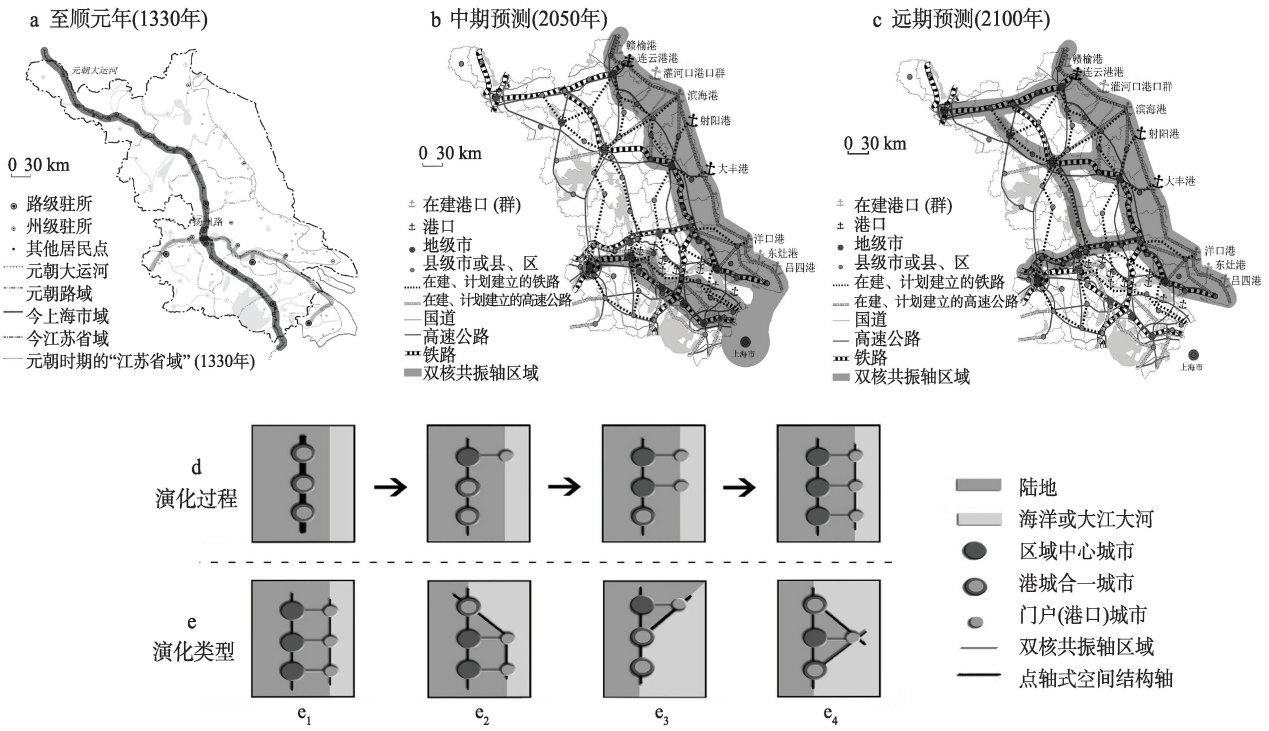 a 至顺元年(1330年)
元朝大运河
扬州路
0 30 km
路级驻所
州级驻所
其他居民点
元朝大运河
元朝路域
今上海市域
今江苏省域
元朝时期的“江苏省域” (1330年)
b 中期预测(2050年)
赣榆港
连云港港
灌河口港口群
滨海港
射阳港
大丰港
洋口港
东灶港
吕四港
上海市
0 30 km
在建港口 (群)
港口
地级市
县级市或县、区
在建、计划建立的铁路
在建、计划建立的高速公路
国道
高速公路
铁路
双核共振轴区域
c 远期预测(2100年)
赣榆港
连云港港
灌河口港口群
滨海港
射阳港
大丰港
洋口港
东灶港
吕四港
上海市
0 30 km
在建港口 (群)
港口
地级市
县级市或县、区
在建、计划建立的铁路
在建、计划建立的高速公路
国道
高速公路
铁路
双核共振轴区域
d
演化过程
e
演化类型
e₁
e₂
e₃
e₄
陆地
海洋或大江大河
区域中心城市
港城合一城市
门户(港口)城市
双核共振轴区域
点轴式空间结构轴